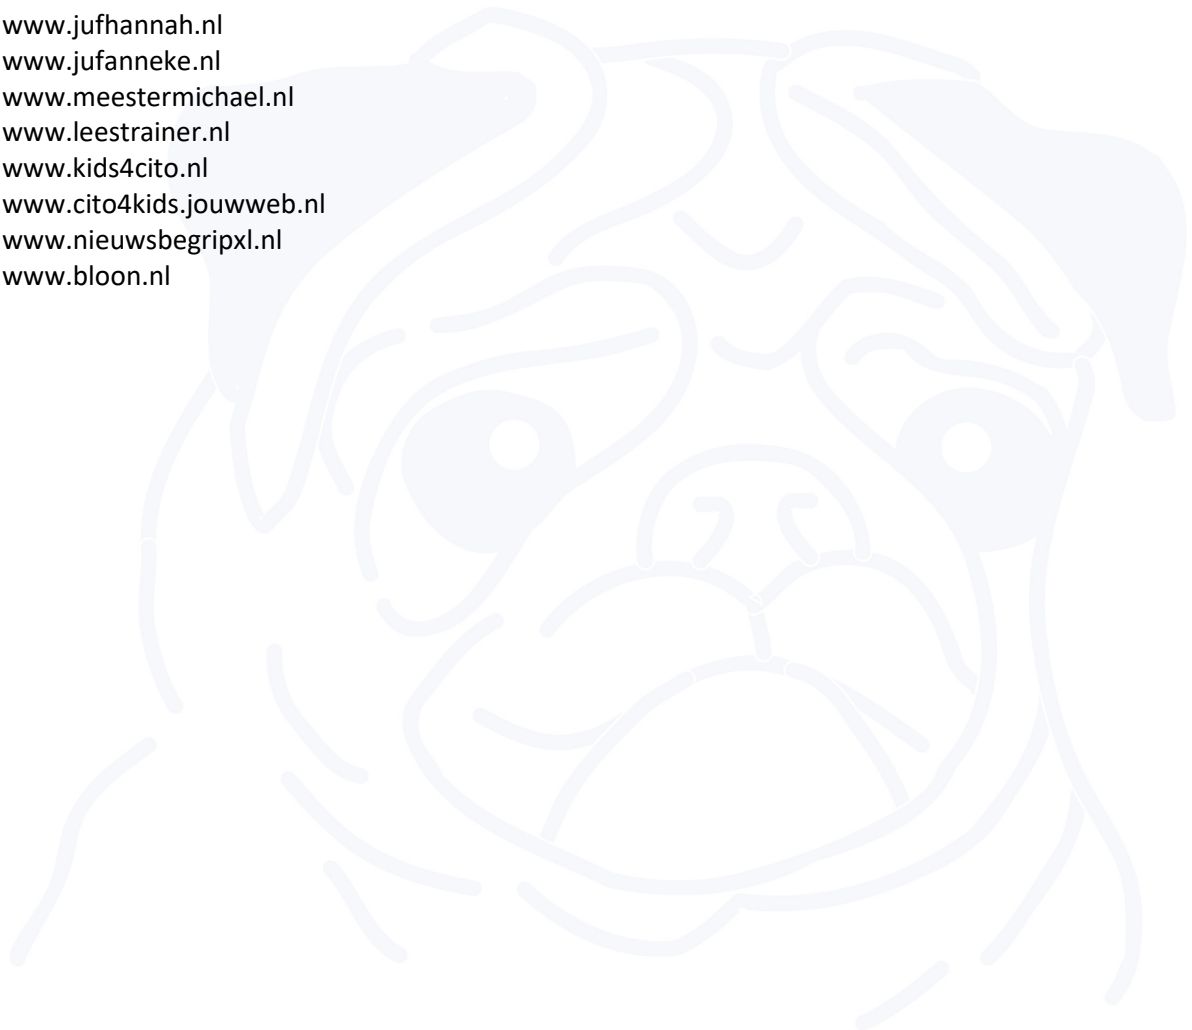 www.jufhannah.nl
www.jufanneke.nl
www.meestermichael.nl
www.leestrainer.nl
www.kids4cito.nl
www.cito4kids.jouwweb.nl
www.nieuwsbegripxl.nl
www.bloon.nl